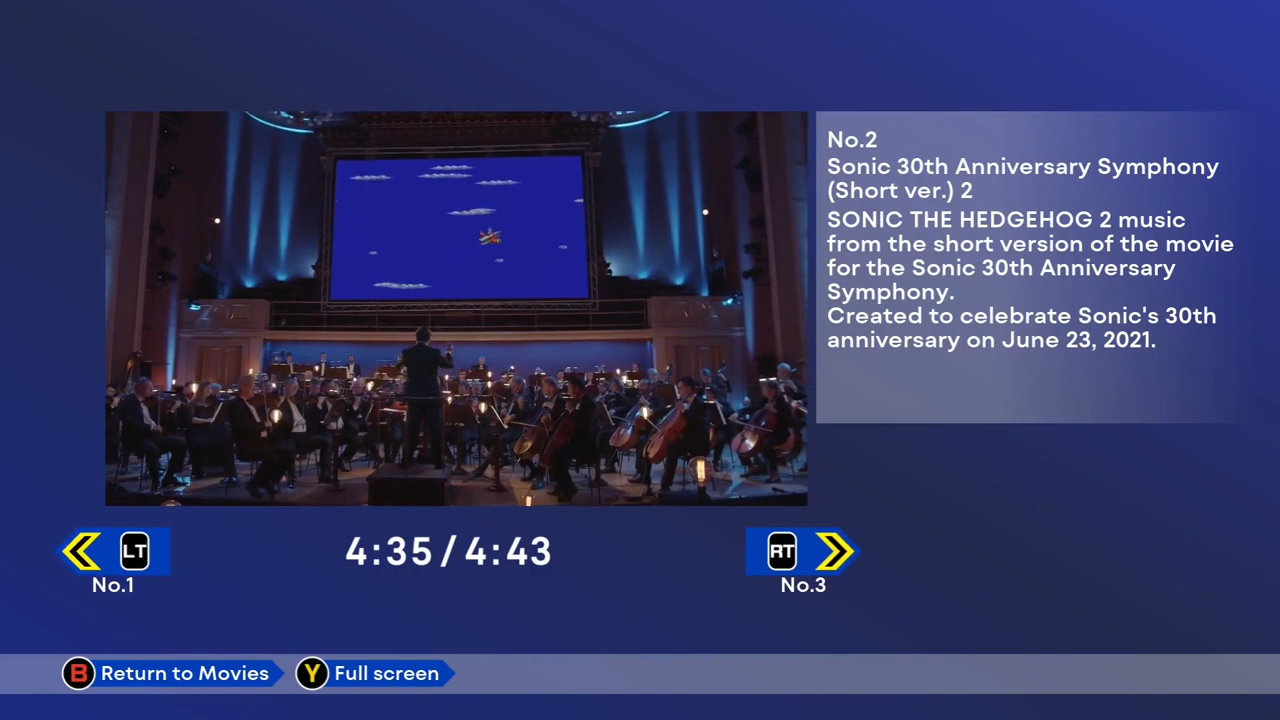 No.2
Sonic 30th Anniversary Symphony
(Short ver.) 2
SONIC THE HEDGEHOG 2 music
from the short version of the movie
for the Sonic 30th Anniversary
Symphony.
Created to celebrate Sonic's 30th
anniversary on June 23, 2021.
LT
4:35/4:43
RT
No.1
No.3
B Return to Movies
Y Full screen